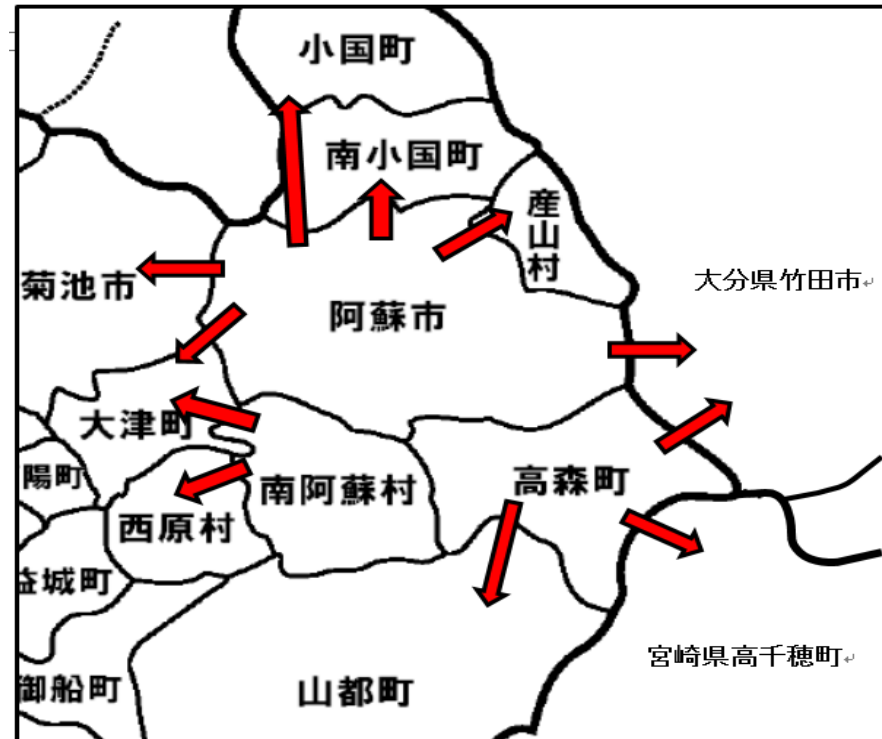 小国町
南小国町
産山村
菊池市
阿蘇市
大分県竹田市
大津町
陽町
南阿蘇村
高森町
西原村
益城町
宮崎県高千穂町
御船町
山都町